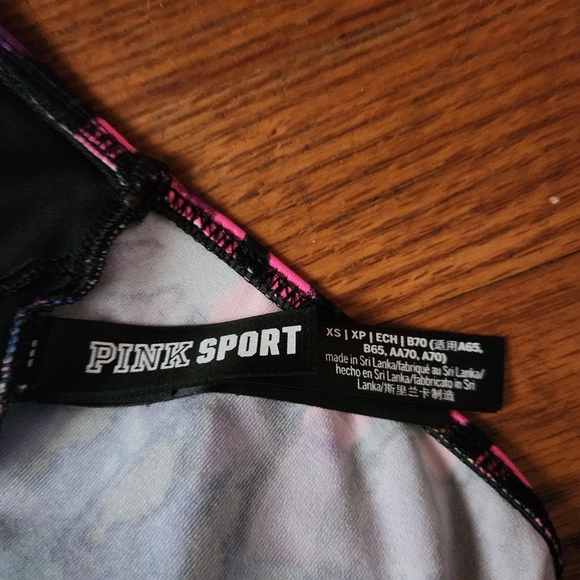 PINK SPORT
XS | XP | ECH | B70 (适用A65,
B65, AA70, A70)
made in Sri Lanka/fabriqué au Sri Lanka/
hecho en Sri Lanka/fabbricato in Sri
Lanka/斯里兰卡制造